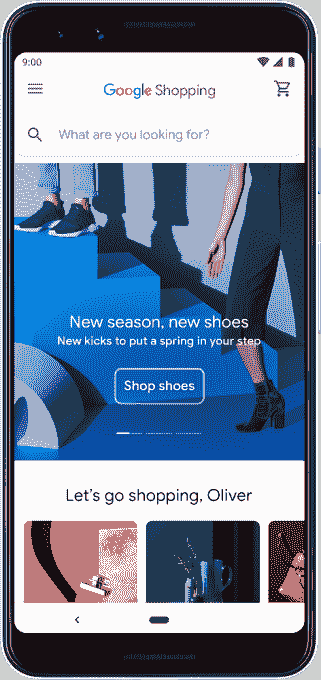 9:00
Google Shopping
What are you looking for?
New season, new shoes
New kicks to put a spring in your step
Shop shoes
Let's go shopping, Oliver